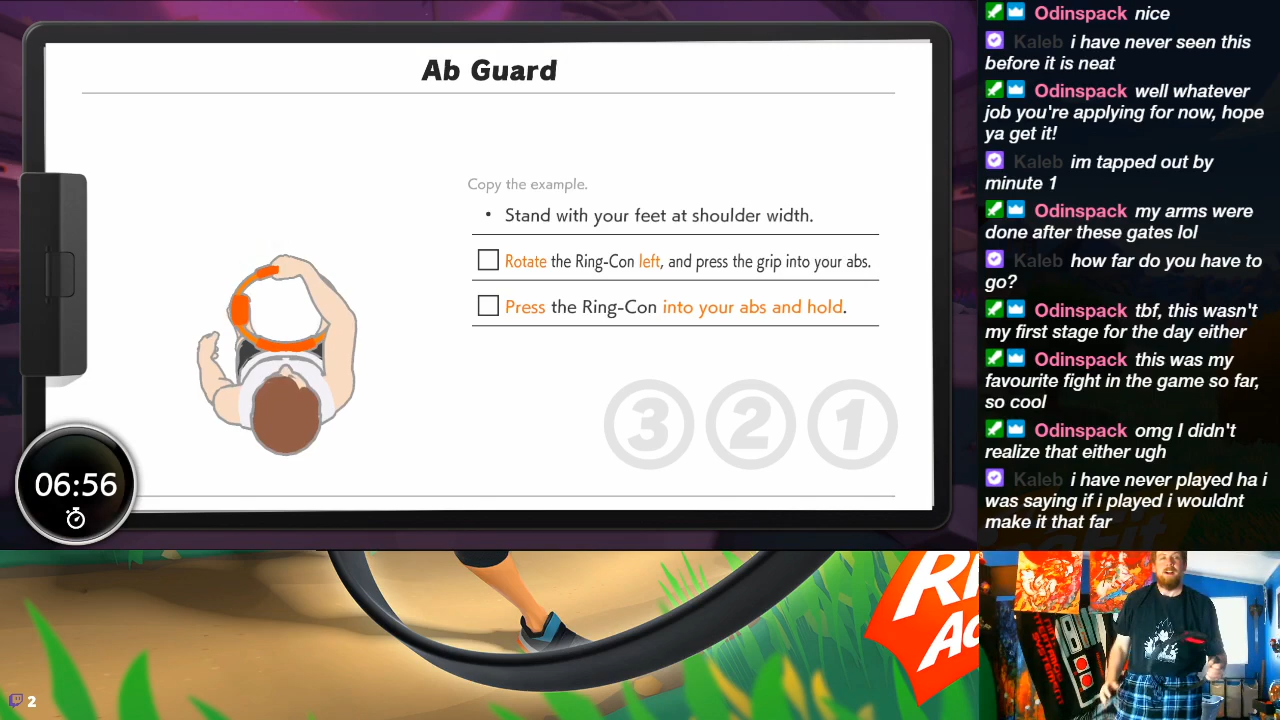 Ab Guard
Copy the example.
• Stand with your feet at shoulder width.
Rotate the Ring-Con left, and press the grip into your abs.
Press the Ring-Con into your abs and hold.
3 2 1
06:56
2
Odinspack nice
Kaleb i have never seen this
before it is neat
Odinspack well whatever
job you're applying for now, hope
ya get it!
Kaleb im tapped out by
minute 1
Odinspack my arms were
done after these gates lol
Kaleb how far do you have to
go?
Odinspack tbf, this wasn't
my first stage for the day either
Odinspack this was my
favourite fight in the game so far,
so cool
Odinspack omg I didn't
realize that either ugh
Kaleb i have never played ha i
was saying if i played i wouldnt
make it that far